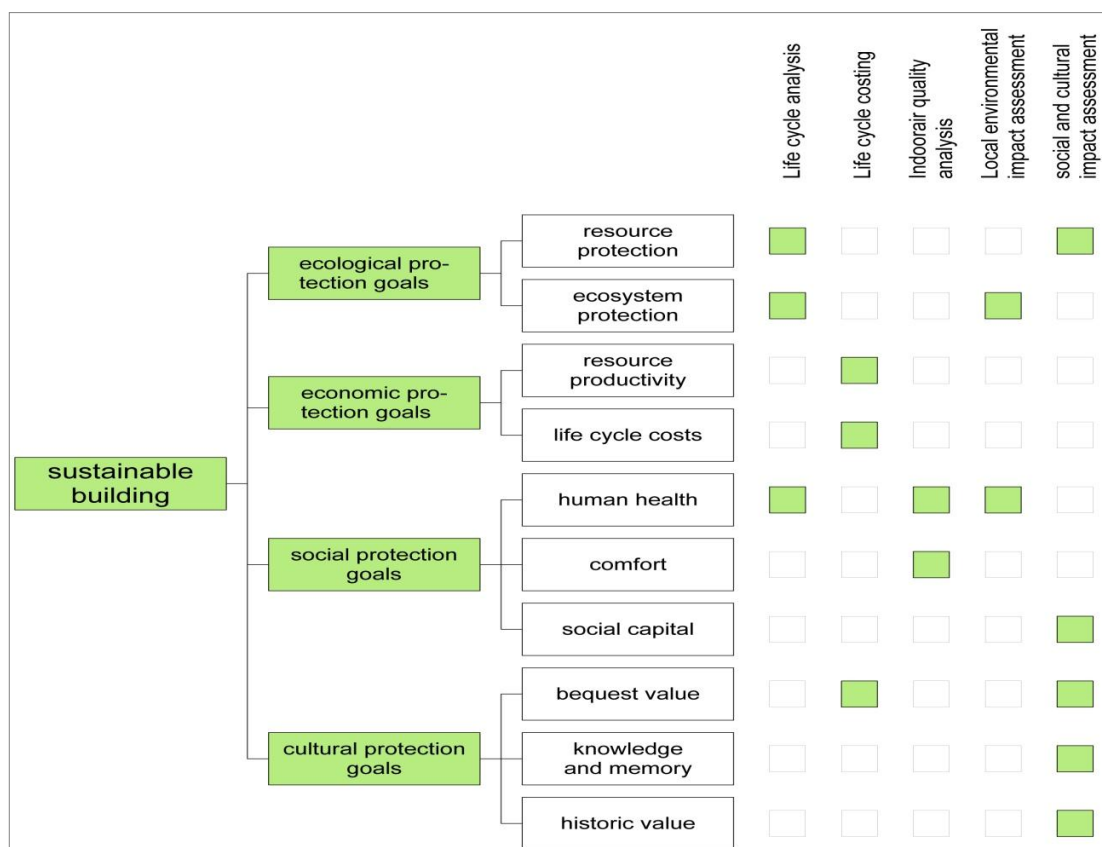 Life cycle analysis
Life cycle costing
Indoorair quality
analysis
Local environmental
impact assessment
social and cultural
impact assessment
sustainable
building
ecological pro-
tection goals
resource
protection
ecosystem
protection
economic pro-
tection goals
resource
productivity
life cycle costs
social protection
goals
human health
comfort
social capital
cultural protection
goals
bequest value
knowledge
and memory
historic value